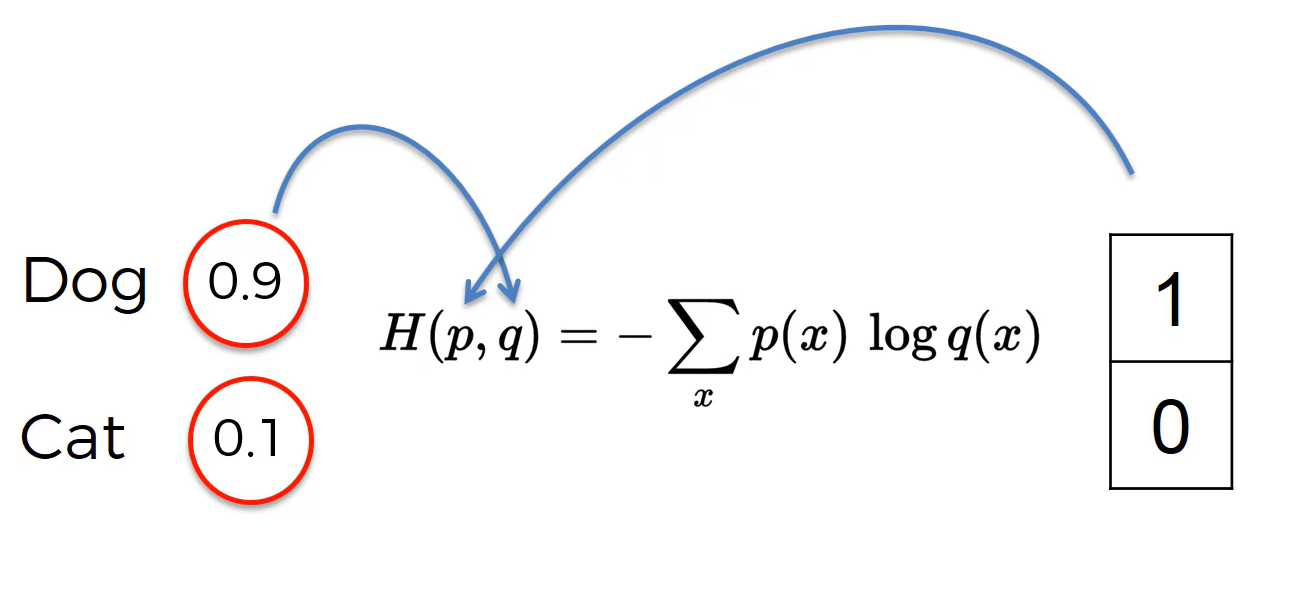 Dog 0.9
H(p, q) = − ∑ₓ p(x) log q(x)
1
Cat 0.1
0